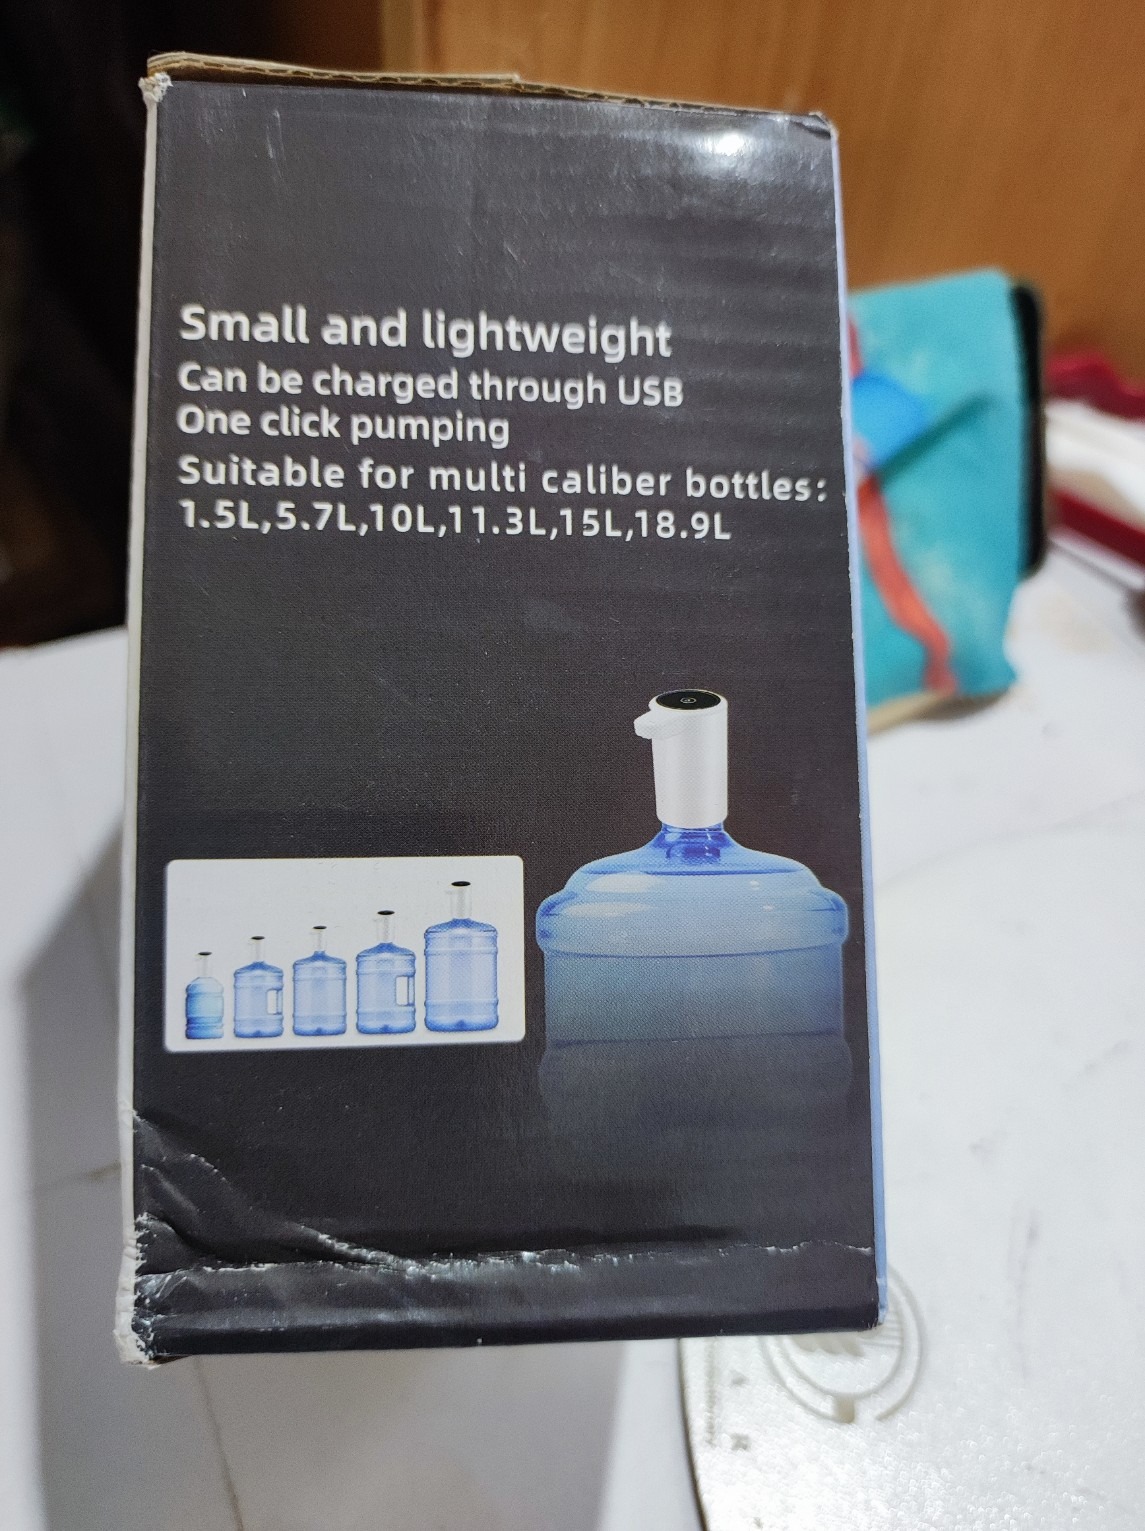 Small and lightweight
Can be charged through USB
One click pumping
Suitable for multi caliber bottles:
1.5L,5.7L,10L,11.3L,15L,18.9L
A R